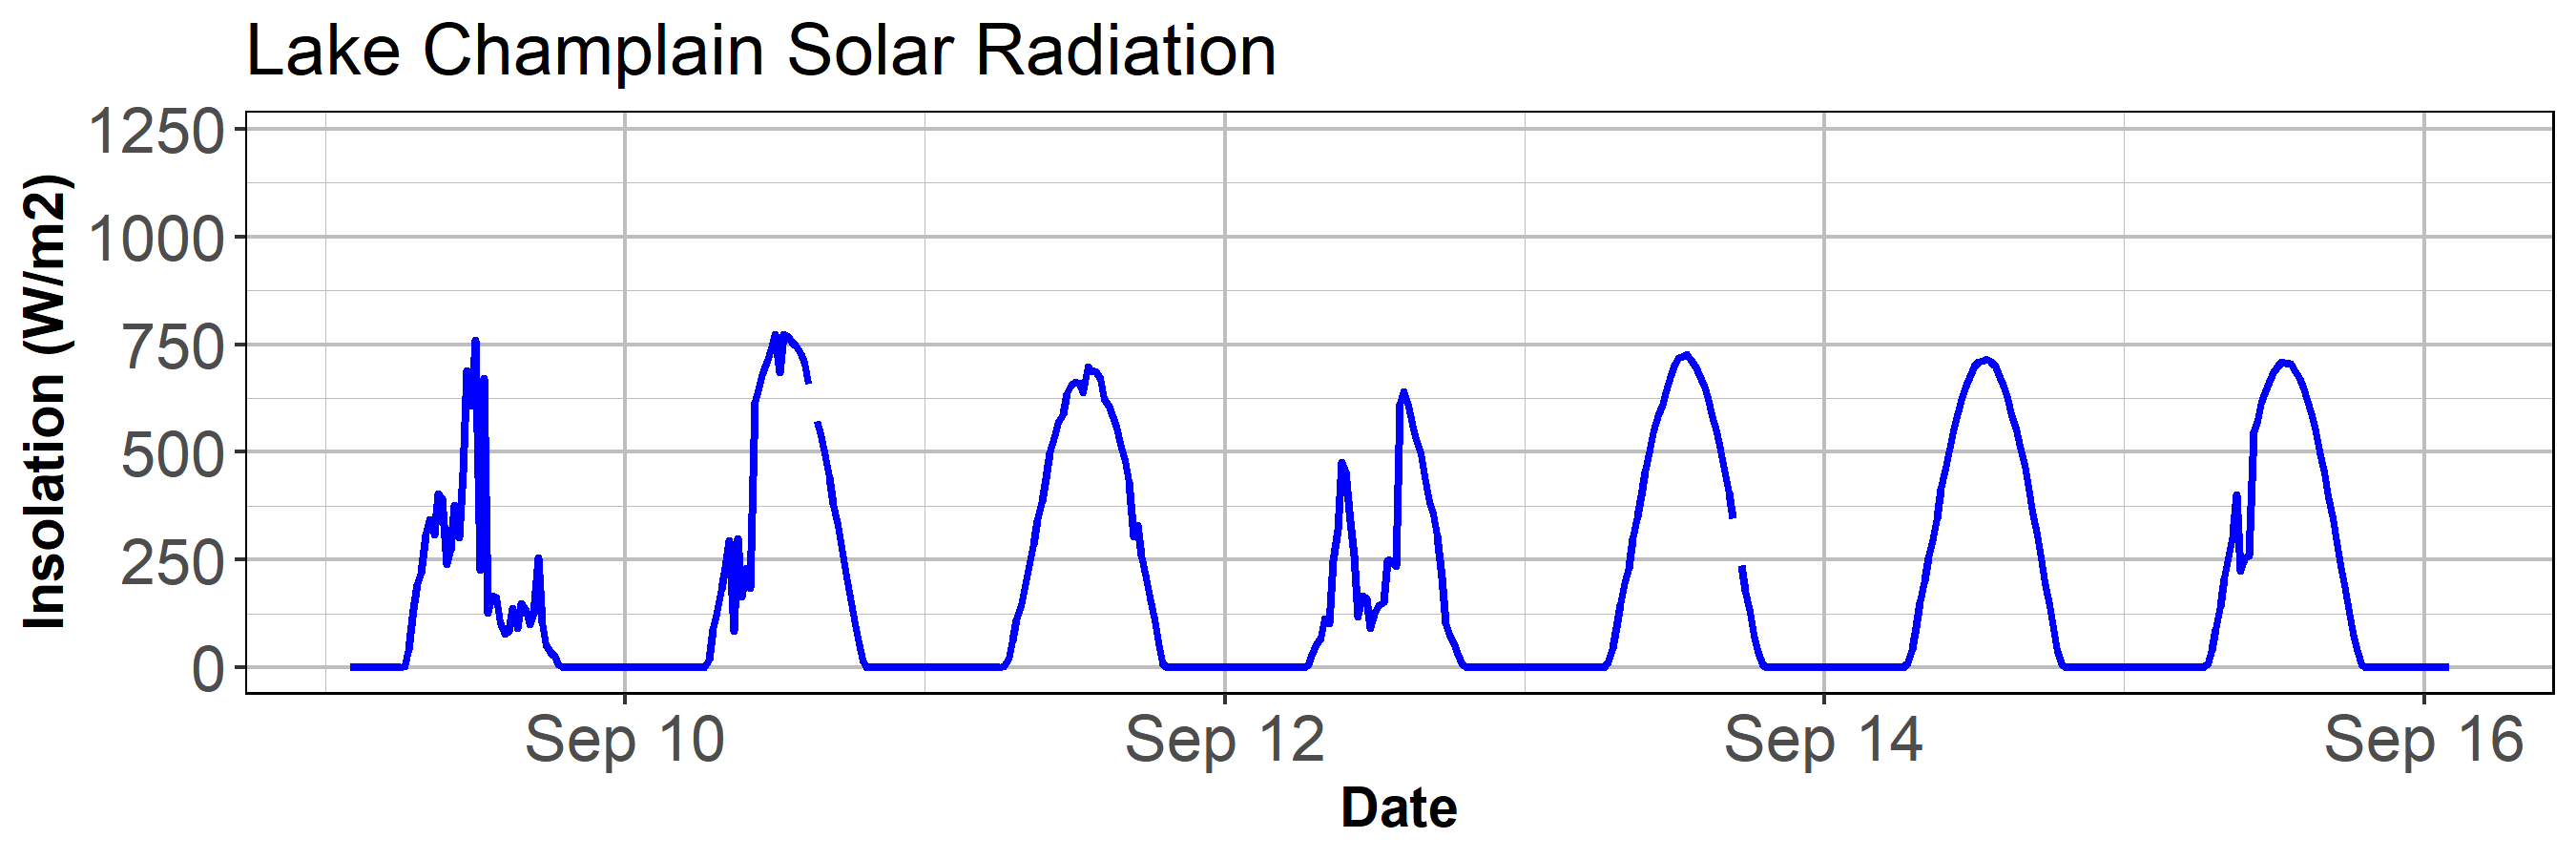 Lake Champlain Solar Radiation
Insolation (W/m2)
1250
1000
750
500
250
0
Sep 10 Sep 12 Sep 14 Sep 16
Date